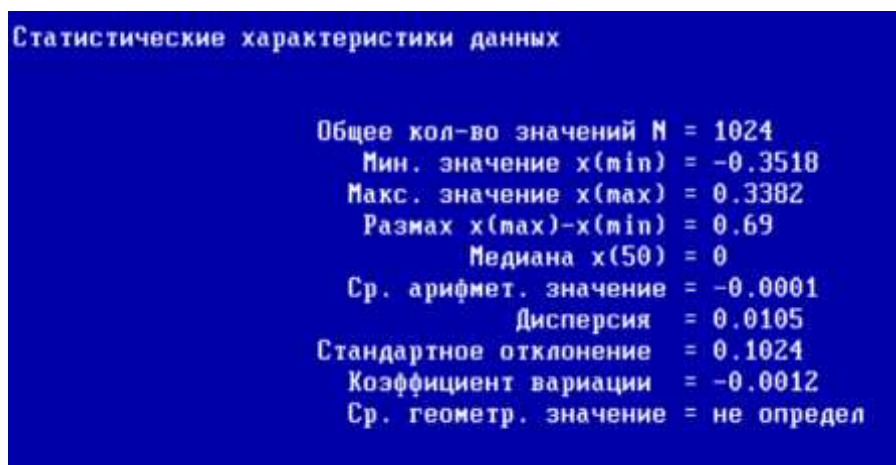 Статистические характеристики данных
Общее кол-во значений N = 1024
Мин. значение x(min) = -0.3518
Макс. значение x(max) = 0.3382
Размах x(max)-x(min) = 0.69
Медиана x(50) = 0
Ср. арифмет. значение = -0.0001
Дисперсия = 0.0105
Стандартное отклонение = 0.1024
Коэффициент вариации = -0.0012
Ср. геометр. значение = не определ